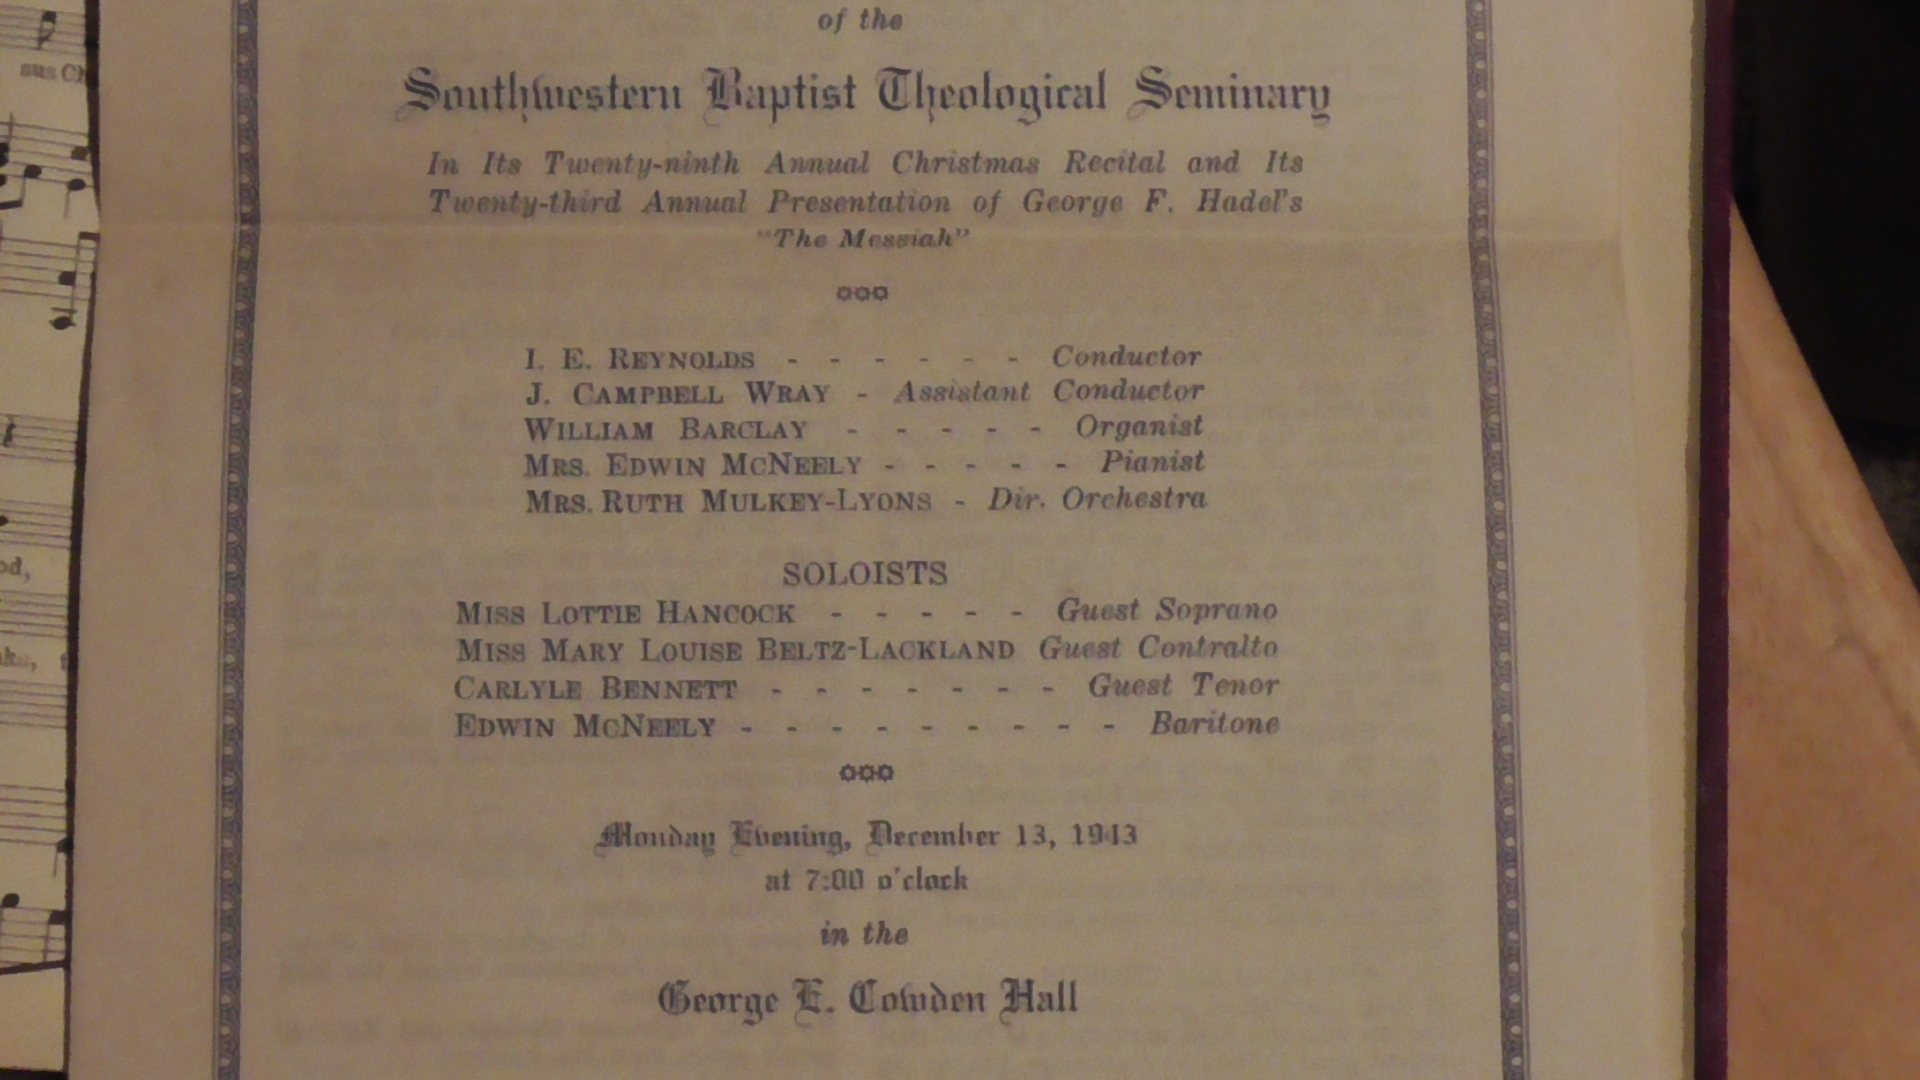 of the
Southwestern Baptist Theological Seminary
In Its Twenty-ninth Annual Christmas Recital and Its
Twenty-third Annual Presentation of George F. Hadel's
"The Messiah"
I. E. REYNOLDS - - - - - - Conductor
J. CAMPBELL WRAY - Assistant Conductor
WILLIAM BARCLAY - - - - - Organist
MRS. EDWIN MCNEELY - - - - - Pianist
MRS. RUTH MULKEY-LYONS - Dir. Orchestra
SOLOISTS
MISS LOTTIE HANCOCK - - - - - Guest Soprano
MISS MARY LOUISE BELTZ-LACKLAND Guest Contralto
CARLYLE BENNETT - - - - - - - Guest Tenor
EDWIN MCNEELY - - - - - - - - - Baritone
Monday Evening, December 13, 1943
at 7:00 o'clock
in the
George E. Cowden Hall